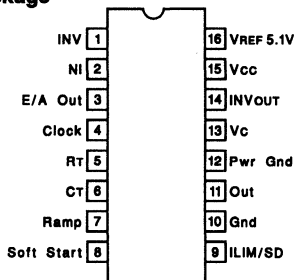 INV 1 16 VREF 5.1V
NI 2 15 VCC
E/A Out 3 14 INVOUT
Clock 4 13 VC
RT 5 12 Pwr Gnd
CT 6 11 Out
Ramp 7 10 Gnd
Soft Start 8 9 ILIM/SD